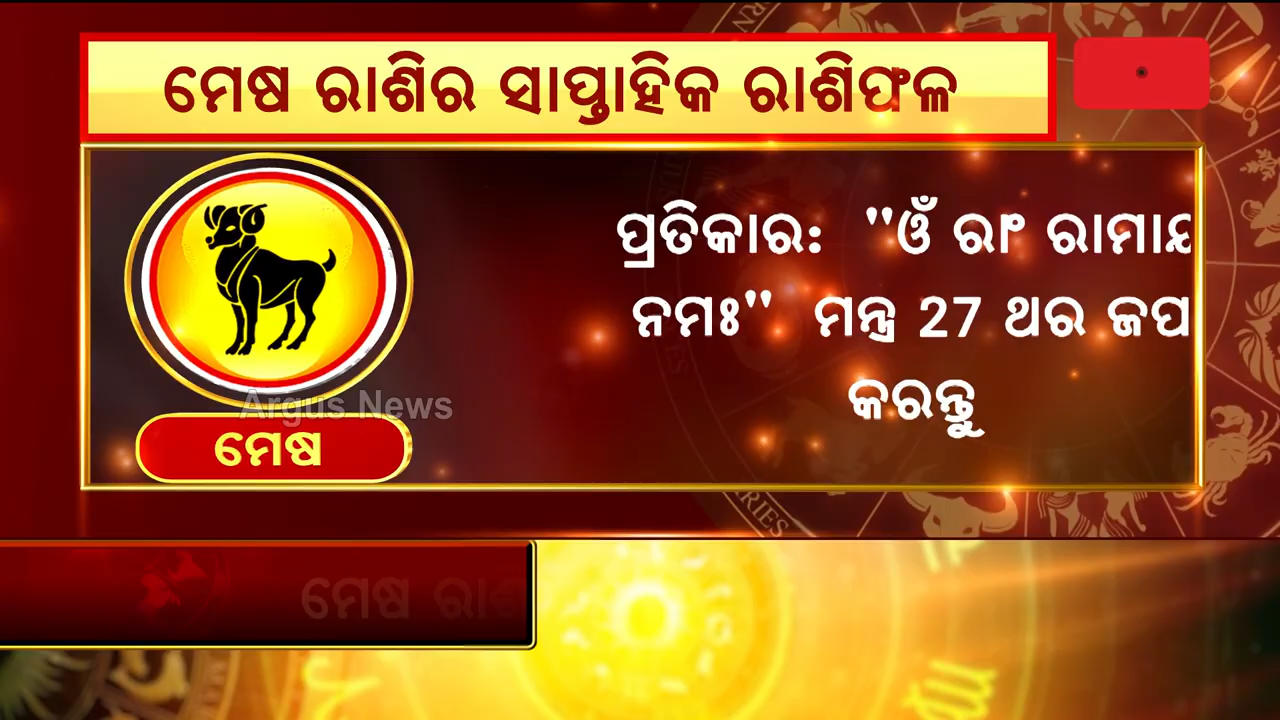 ମେଷ ରାଶିର ସାପ୍ତାହିକ ରାଶିଫଳ
ପ୍ରତିକାର: "ଓଁ ରାଂ ରାମାୟ
ନମଃ" ମନ୍ତ୍ର 27 ଥର ଜପ
କରନ୍ତୁ
Argus News
ମେଷ
ମେଷ